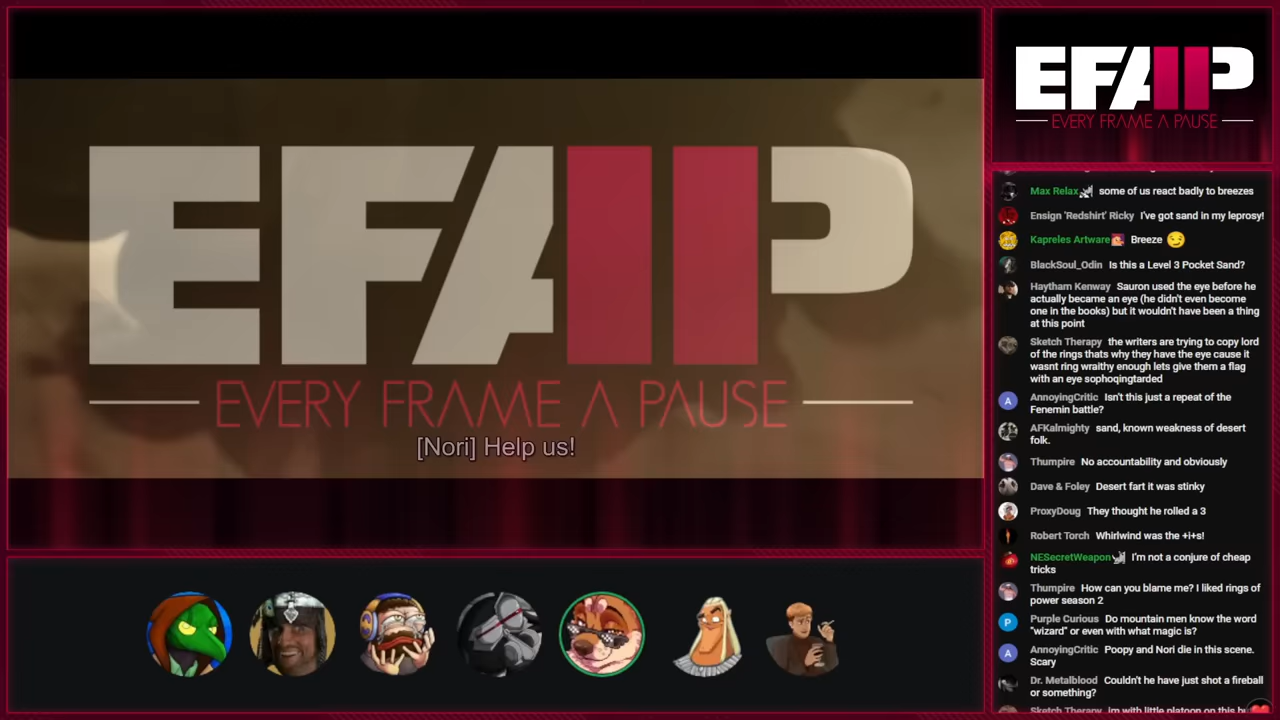 EFAP
EVERY FRAME A PAUSE
[Nori] Help us!
EFAP
EVERY FRAME A PAUSE
Max Relax some of us react badly to breezes
Ensign 'Redshirt' Ricky I've got sand in my leprosy!
Kapreles Artware Breeze
BlackSoul_Odin Is this a Level 3 Pocket Sand?
Haytham Kenway Sauron used the eye before he
actually became an eye (he didn't even become
one in the books) but it wouldn't have been a thing
at this point
Sketch Therapy the writers are trying to copy lord
of the rings thats why they have the eye cause it
wasnt ring wraithy enough lets give them a flag
with an eye sophoqingtarded
A AnnoyingCritic Isn't this just a repeat of the
Fenemin battle?
AFKalmighty sand, known weakness of desert
folk.
Thumpire No accountability and obviously
Dave & Foley Desert fart it was stinky
ProxyDoug They thought he rolled a 3
Robert Torch Whirlwind was the +i+s!
NESecretWeapon I'm not a conjure of cheap
tricks
Thumpire How can you blame me? I liked rings of
power season 2
P Purple Curious Do mountain men know the word
"wizard" or even with what magic is?
A AnnoyingCritic Poopy and Nori die in this scene.
Scary
Dr. Metalblood Couldn't he have just shot a fireball
or something?
Sketch Therapy im with little platoon on this